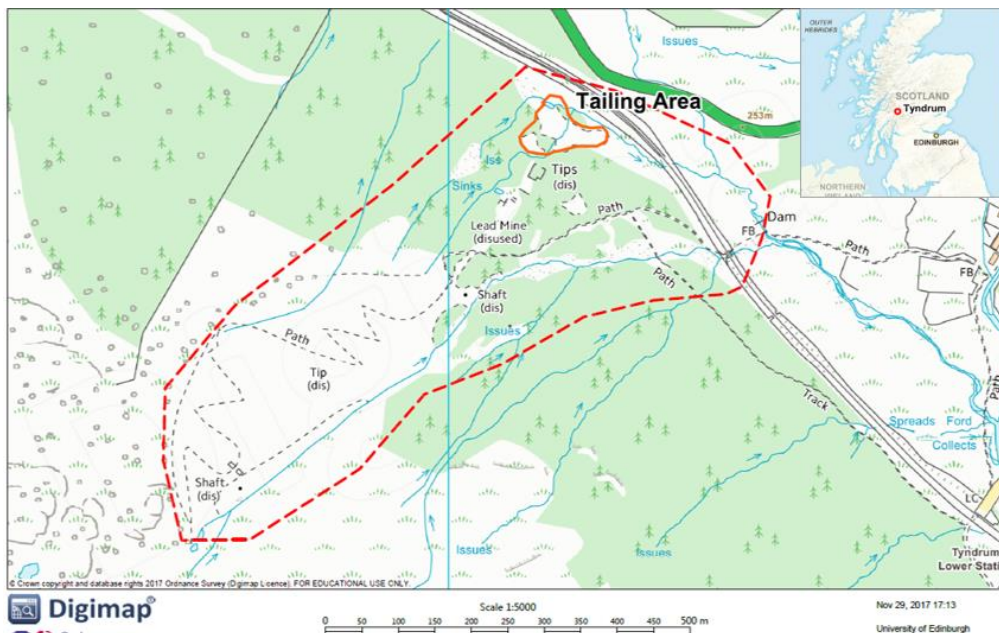 Issues
OUTER
HEBRIDES
SCOTLAND
Tyndrum
EDINBURGH
NORTHERN
Tailing Area
253m
Iss
Sinks
Tips
(dis)
Path
Lead Mine
(disused)
Dam
FB
Path
FB
Path
Shaft
(dis)
Issues
Path
Tip
(dis)
Track
Path
Spreads Ford
Collects
Shaft
(dis)
LC
Issues
Issues
Tyndrum
Lower Stati
© Crown copyright and database rights 2017 Ordnance Survey (Digimap Licence). FOR EDUCATIONAL USE ONLY.
Digimap
Scale 1:5000
0 50 100 150 200 250 300 350 400 450 500 m
Nov 29, 2017 17:13
University of Edinburgh